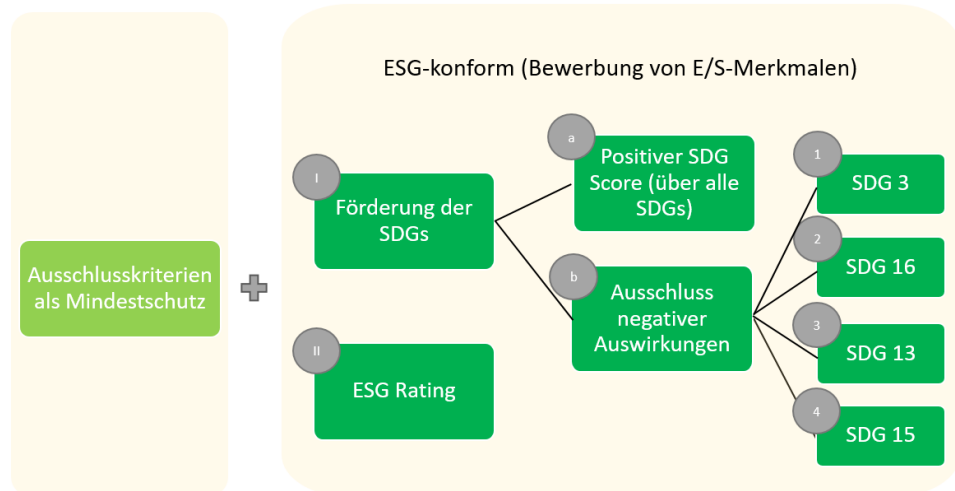 ESG-konform (Bewerbung von E/S-Merkmalen)
Ausschlusskriterien
als Mindestschutz
I
Förderung der
SDGs
II
ESG Rating
a
Positiver SDG
Score (über alle
SDGs)
b
Ausschluss
negativer
Auswirkungen
1
SDG 3
2
SDG 16
3
SDG 13
4
SDG 15